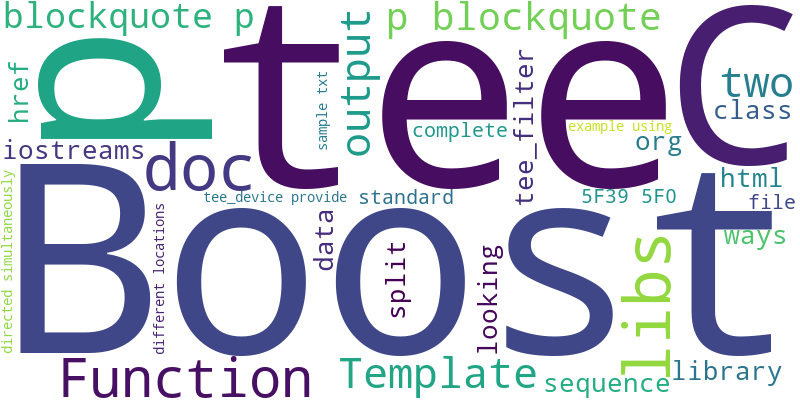 blockquote p
p blockquote
tee
C
p
href
output
sample txt
two
class
complete
example using
tee_filter
org
iostreams
doc
html
tee_device provide
standard
5F39 5F0
file
Boost
directed simultaneously
different locations
data
split
looking
libs
ways
Function
Template
sequence
library